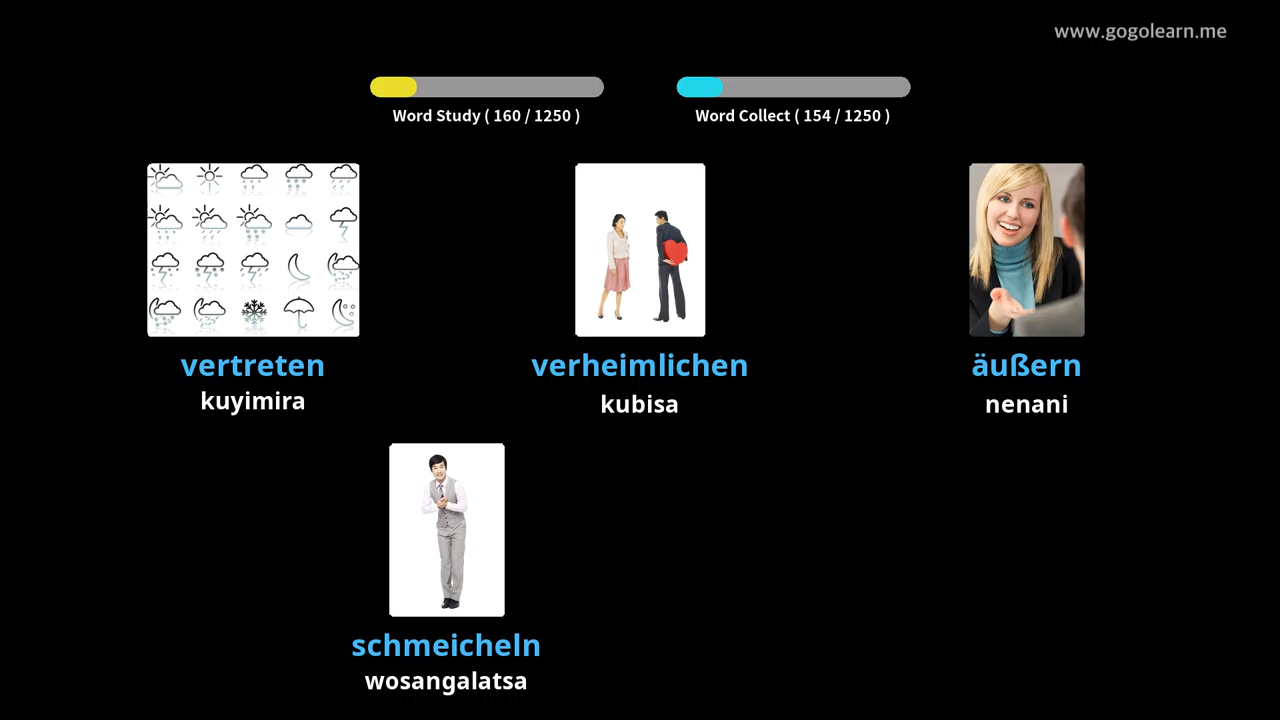 www.gogolearn.me
Word Study ( 160 / 1250 )
Word Collect ( 154 / 1250 )
vertreten
kuyimira
verheimlichen
kubisa
äußern
nenani
schmeicheln
wosangalatsa